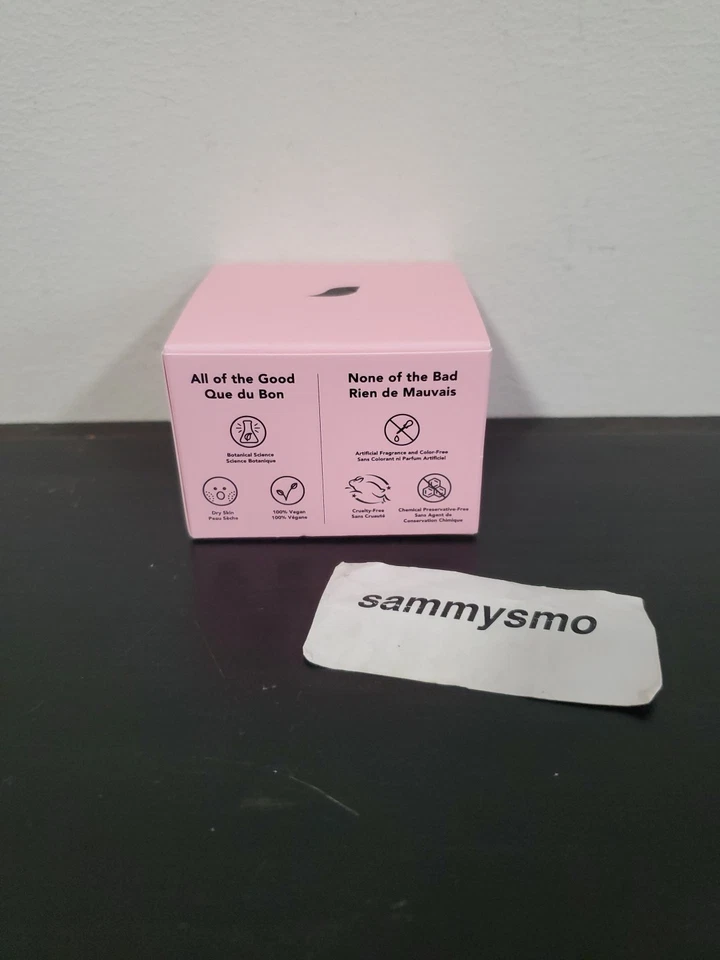 All of the Good
Que du Bon
Botanical Science
Science Botanique
Dry Skin
Peau Sèche
100% Vegan
100% Végane
None of the Bad
Rien de Mauvais
Artificial Fragrance and Color-Free
Sans Colorant ni Parfum Artificiel
Cruelty-Free
Sans Cruauté
Chemical Preservative-Free
Sans Agent de
Conservation Chimique
sammysmo